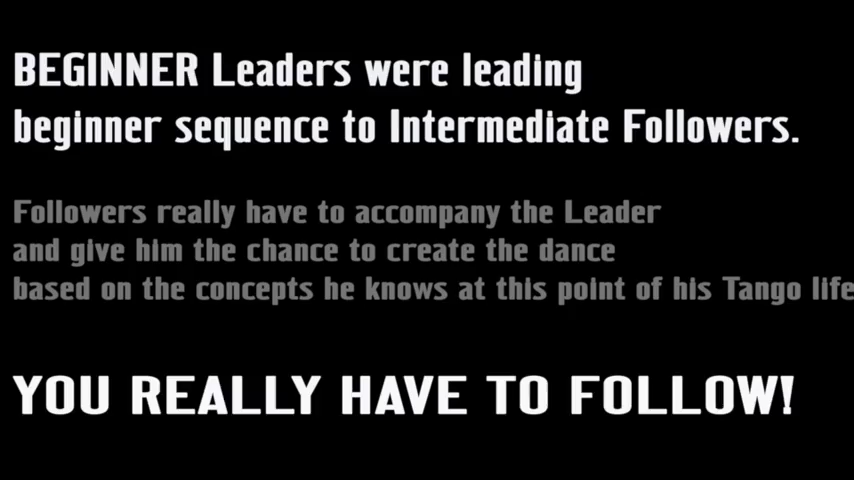 BEGINNER Leaders were leading
beginner sequence to Intermediate Followers.
Followers really have to accompany the Leader
and give him the chance to create the dance
based on the concepts he knows at this point of his Tango life
YOU REALLY HAVE TO FOLLOW!